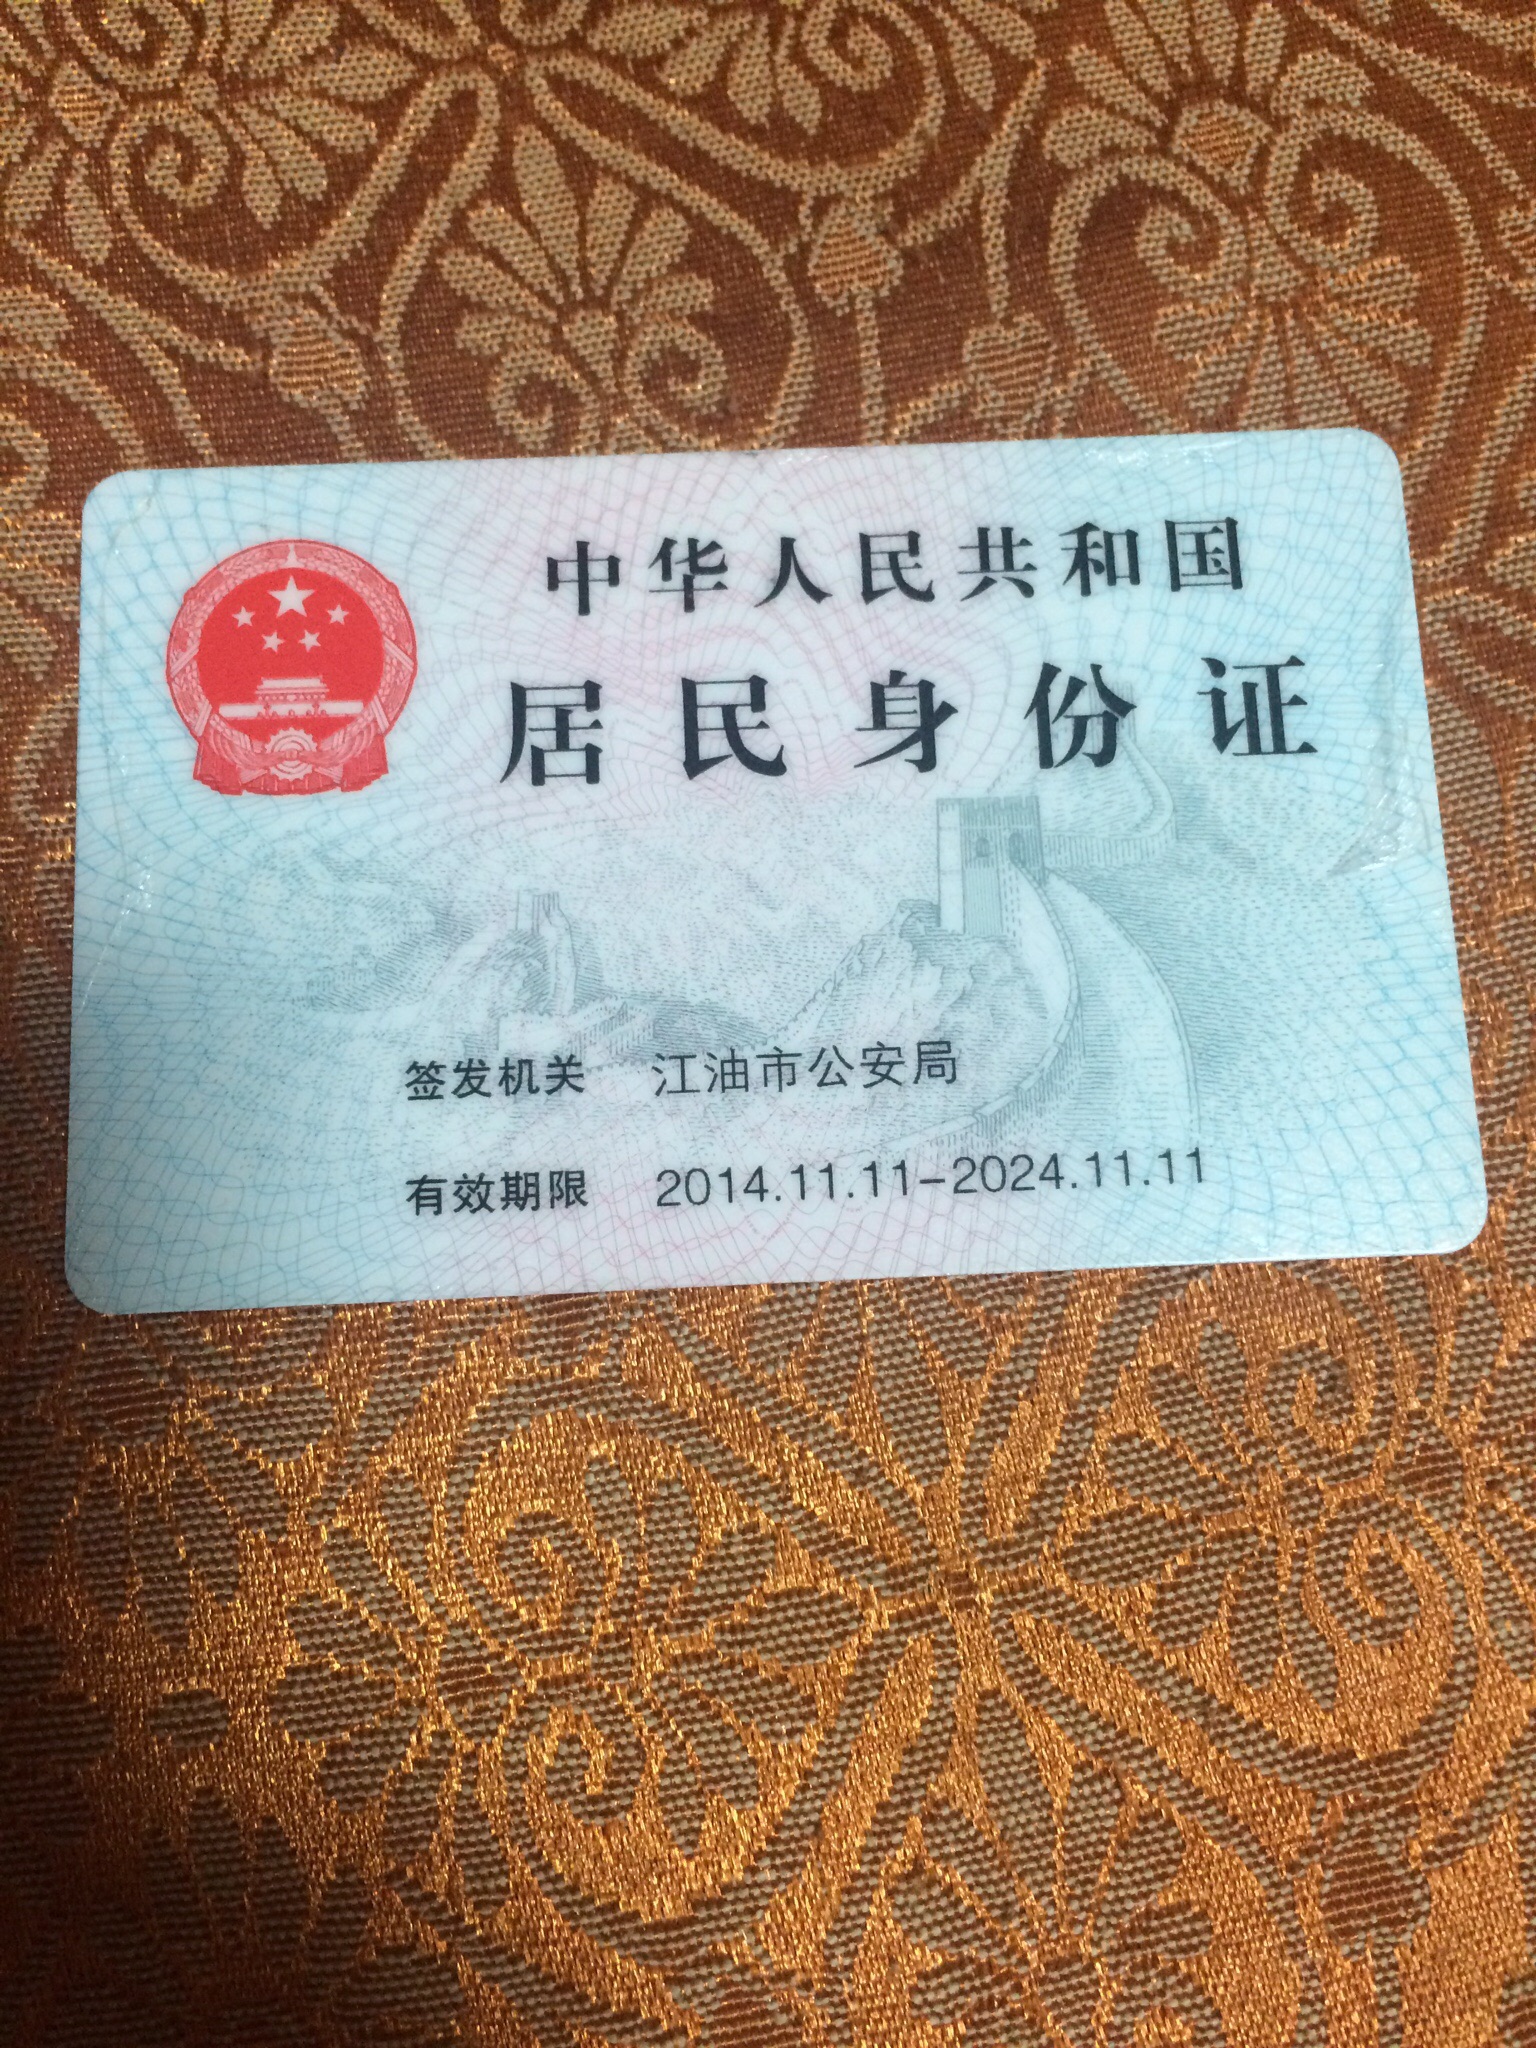 中华人民共和国
居民身份证
签发机关 江油市公安局
有效期限 2014.11.11-2024.11.11